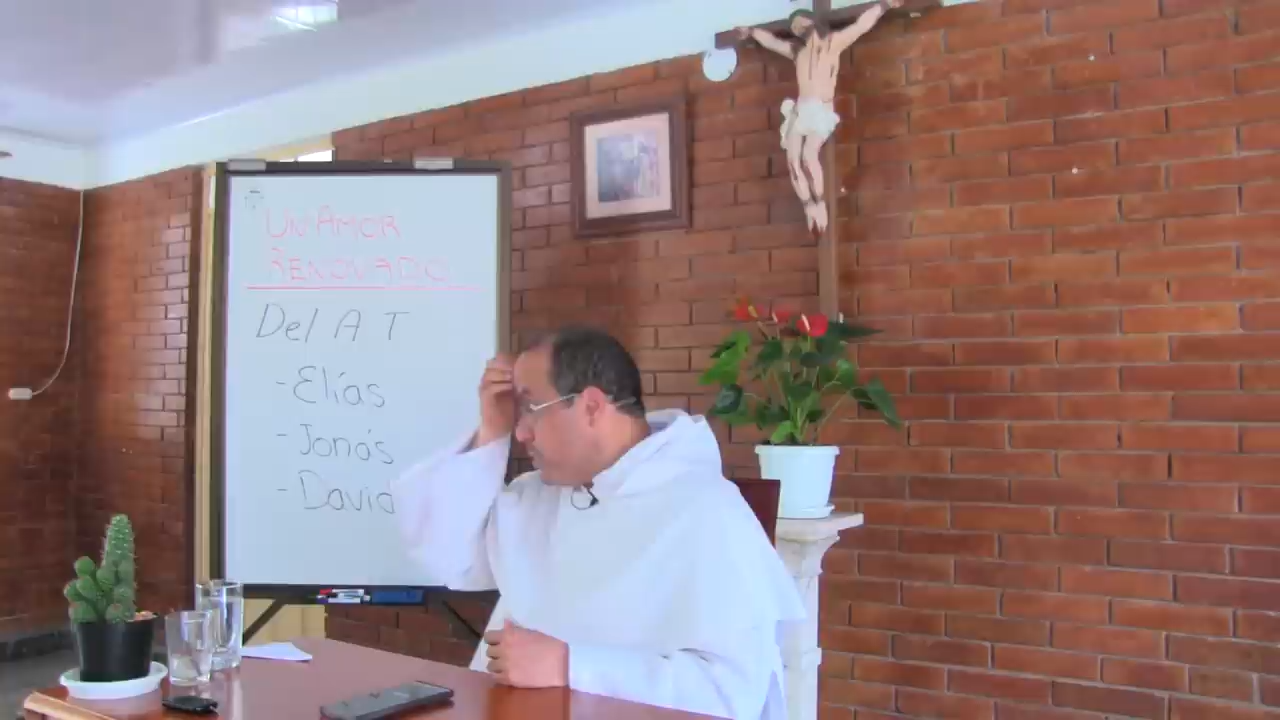 UN AMOR
RENOVADO
Del A T
- Elías
- Jonás
- David